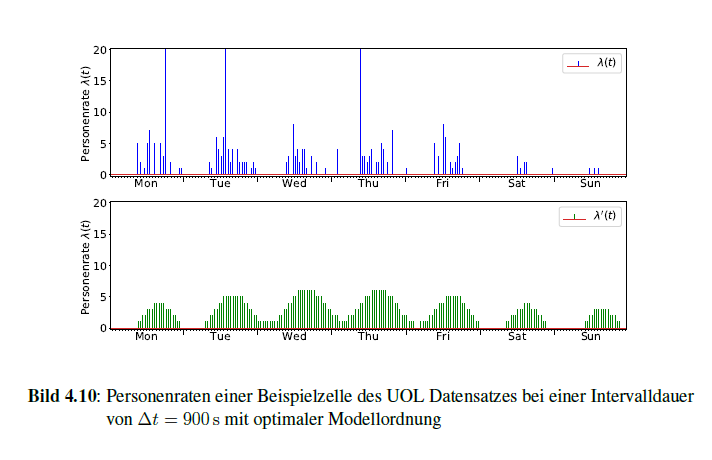 20
15
10
5
0
Personenrate λ(t)
λ(t)
Mon Tue Wed Thu Fri Sat Sun
20
15
10
5
0
Personenrate λ(t)
λ′(t)
Mon Tue Wed Thu Fri Sat Sun
Bild 4.10: Personenraten einer Beispielzelle des UOL Datensatzes bei einer Intervalldauer
von Δt = 900 s mit optimaler Modellordnung